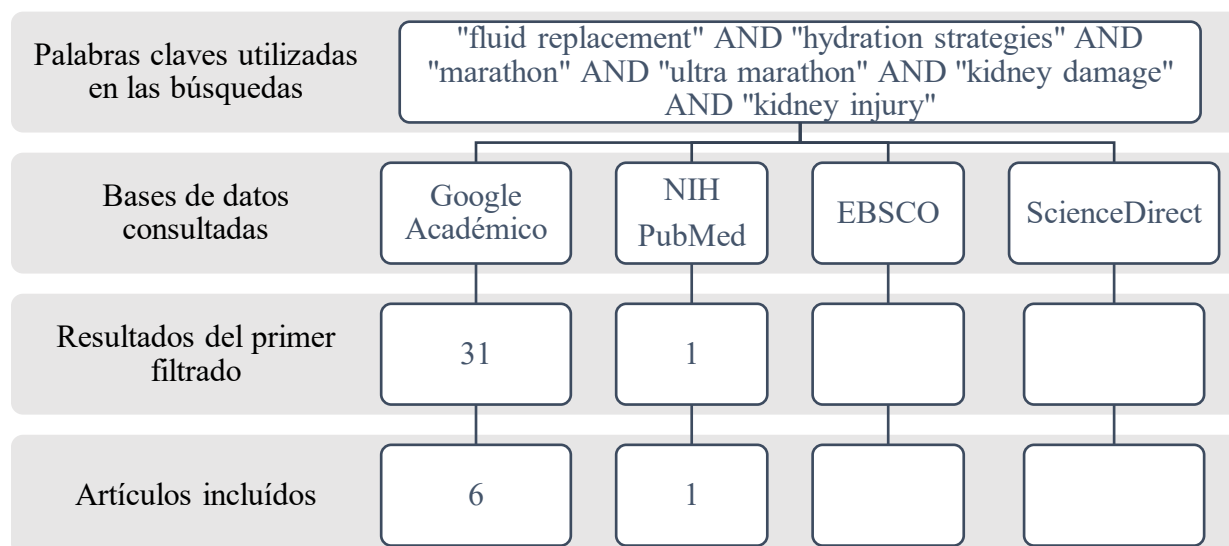 Palabras claves utilizadas
en las búsquedas
"fluid replacement" AND "hydration strategies" AND
"marathon" AND "ultra marathon" AND "kidney damage"
AND "kidney injury"
Bases de datos
consultadas
Google
Académico
NIH
PubMed
EBSCO
ScienceDirect
Resultados del primer
filtrado
31
1
Artículos incluídos
6
1